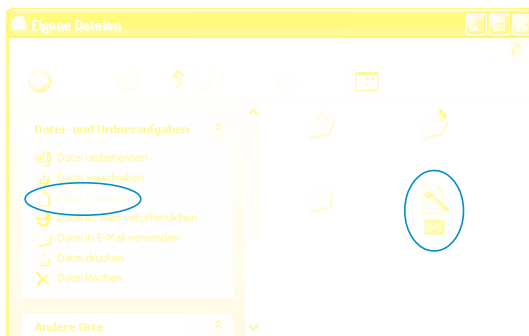 Eigene Dateien
Datei- und Ordneraufgaben
Datei umbenennen
Datei verschieben
Datei
Datei im Web veröffentlichen
Datei in E-Mail versenden
Datei drucken
Datei löschen
Andere Orte